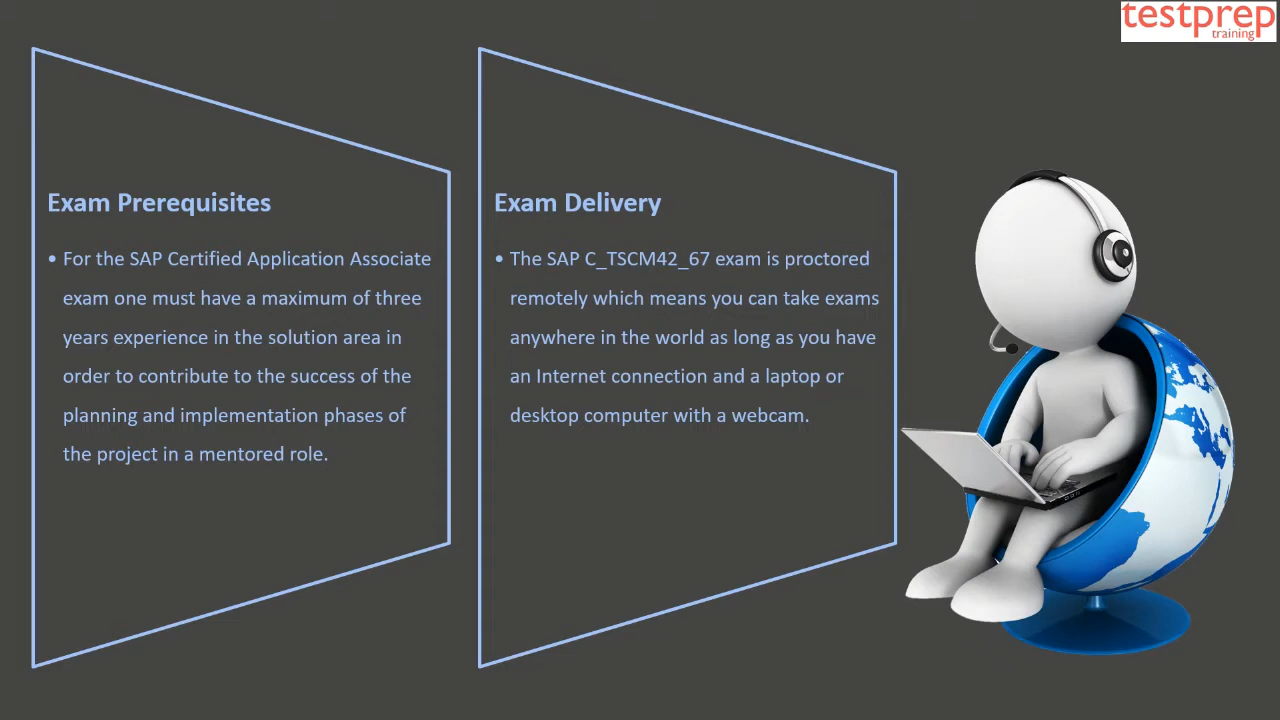 testprep
training
Exam Prerequisites
• For the SAP Certified Application Associate
exam one must have a maximum of three
years experience in the solution area in
order to contribute to the success of the
planning and implementation phases of
the project in a mentored role.
Exam Delivery
• The SAP C_TSCM42_67 exam is proctored
remotely which means you can take exams
anywhere in the world as long as you have
an Internet connection and a laptop or
desktop computer with a webcam.